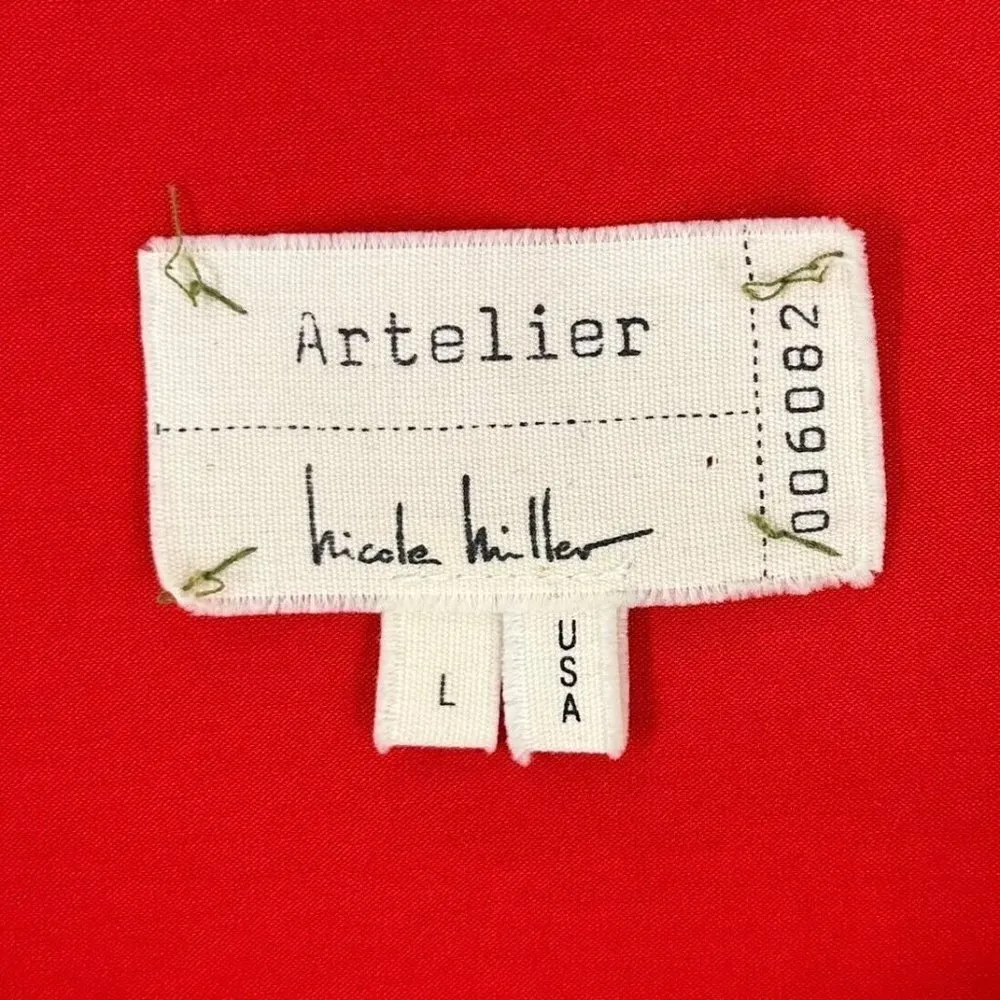 Artelier
nicole miller
006082
L
USA